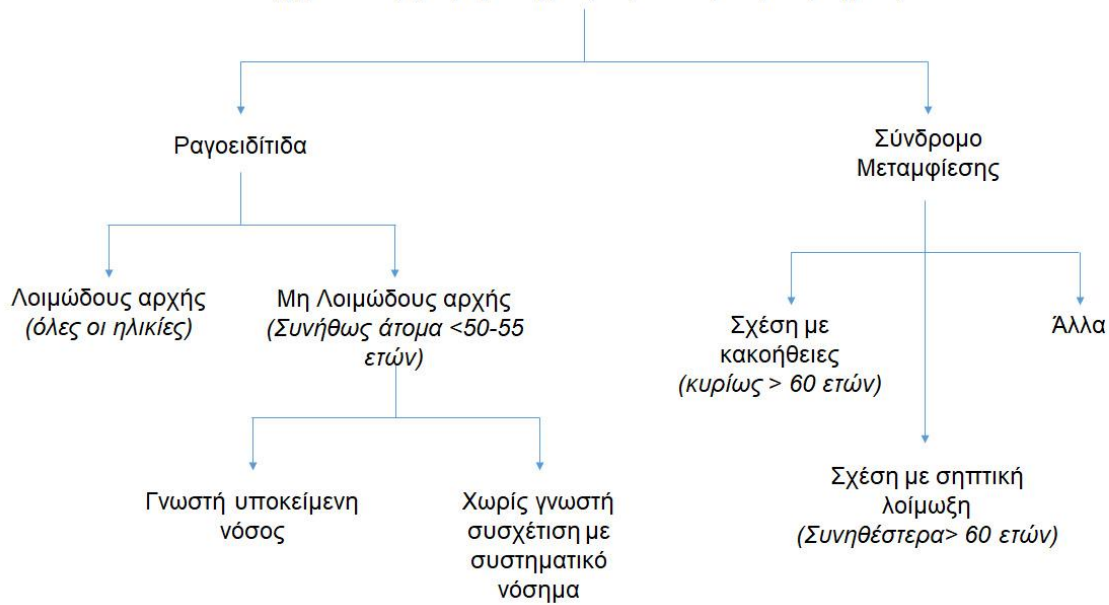 Ραγοειδίτιδα
Σύνδρομο
Μεταμφίεσης
Λοιμώδους αρχής
(όλες οι ηλικίες)
Μη Λοιμώδους αρχής
(Συνήθως άτομα <50-55
ετών)
Σχέση με
κακοήθειες
(κυρίως > 60 ετών)
Άλλα
Γνωστή υποκείμενη
νόσος
Χωρίς γνωστή
συσχέτιση με
συστηματικό
νόσημα
Σχέση με σηπτική
λοίμωξη
(Συνηθέστερα> 60 ετών)